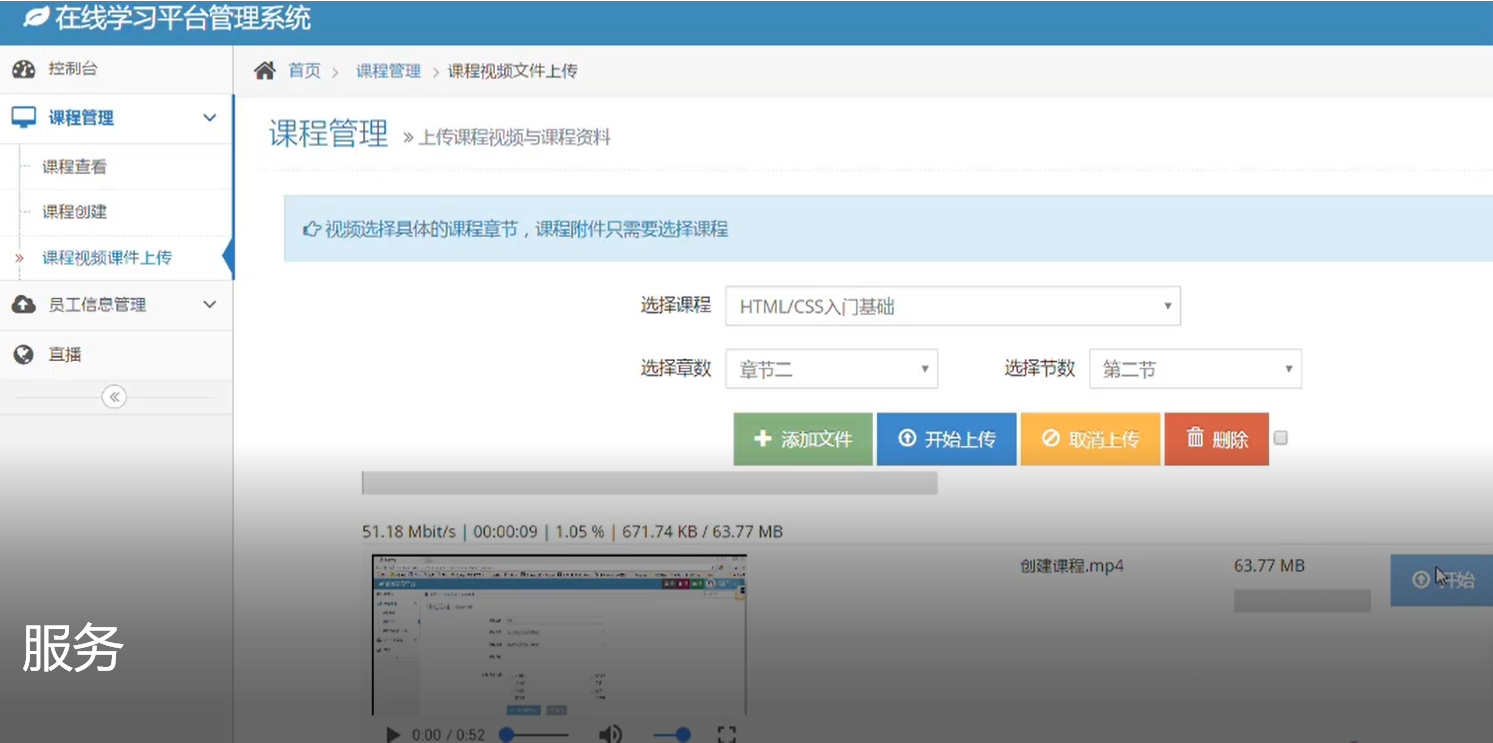 在线学习平台管理系统
控制台
首页 > 课程管理 > 课程视频文件上传
课程管理
课程管理 » 上传课程视频与课程资料
课程查看
视频选择具体的课程章节，课程附件只需要选择课程
课程创建
» 课程视频课件上传
员工信息管理
选择课程 HTML/CSS入门基础
直播
选择章数 章节二 选择节数 第二节
添加文件 开始上传 取消上传 删除
51.18 Mbit/s | 00:00:09 | 1.05 % | 671.74 KB / 63.77 MB
创建课程.mp4 63.77 MB 开始
服务
0:00 / 0:52